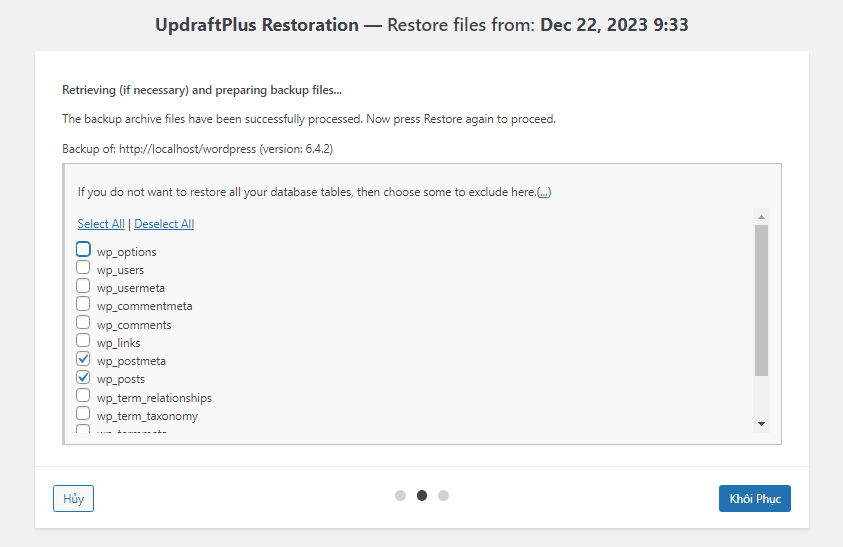 UpdraftPlus Restoration — Restore files from: Dec 22, 2023 9:33
Retrieving (if necessary) and preparing backup files...
The backup archive files have been successfully processed. Now press Restore again to proceed.
Backup of: http://localhost/wordpress (version: 6.4.2)
If you do not want to restore all your database tables, then choose some to exclude here.(...)
Select All | Deselect All
wp_options
wp_users
wp_usermeta
wp_commentmeta
wp_comments
wp_links
wp_postmeta
wp_posts
wp_term_relationships
wp_term_taxonomy
Hủy
Khôi Phục